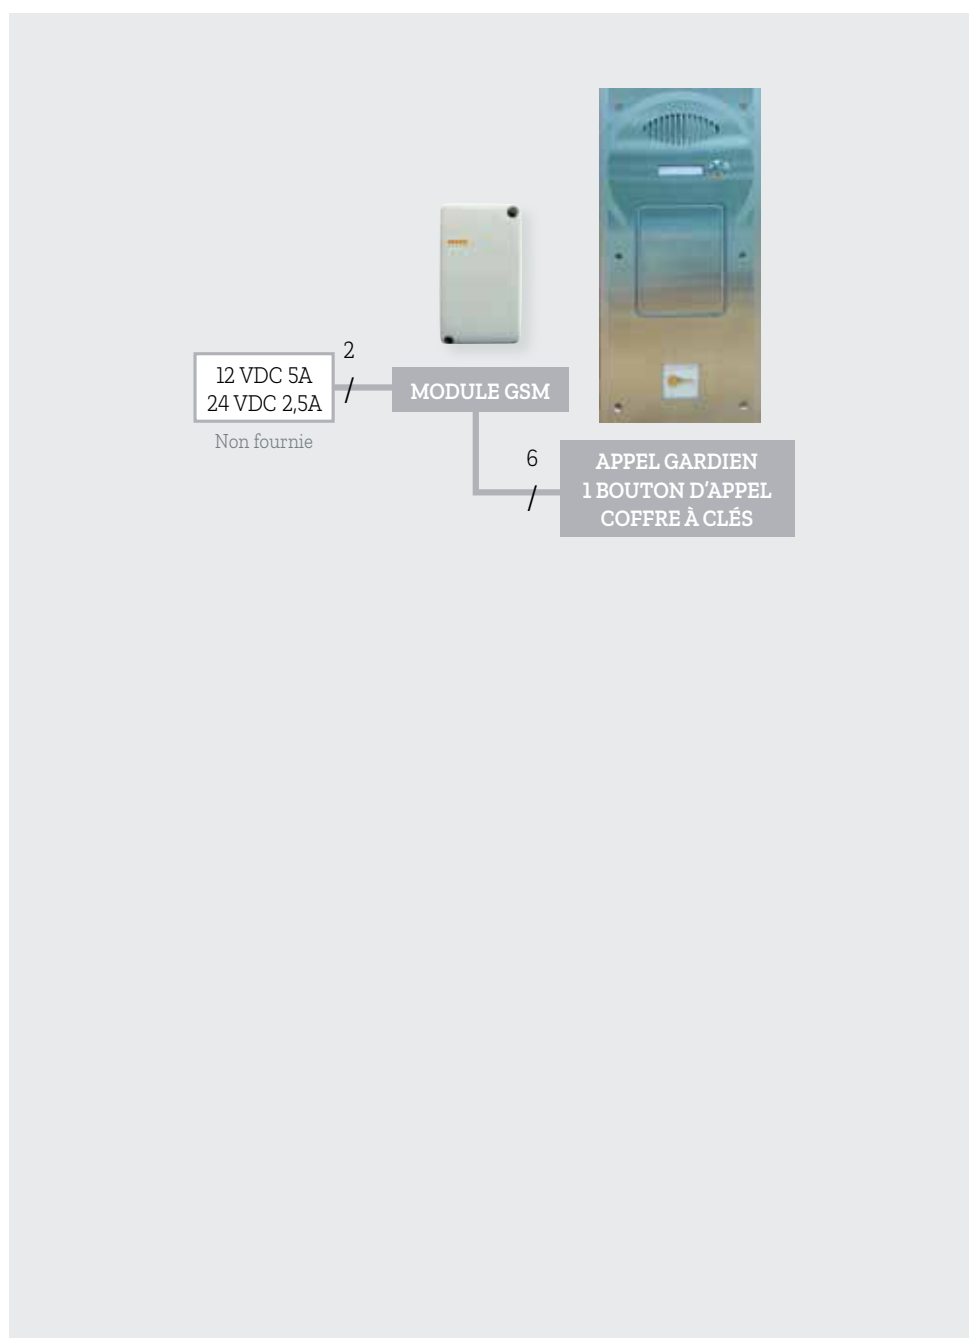 2
12 VDC 5A
24 VDC 2,5A
MODULE GSM
Non fournie
6
APPEL GARDIEN
1 BOUTON D'APPEL
COFFRE À CLÉS